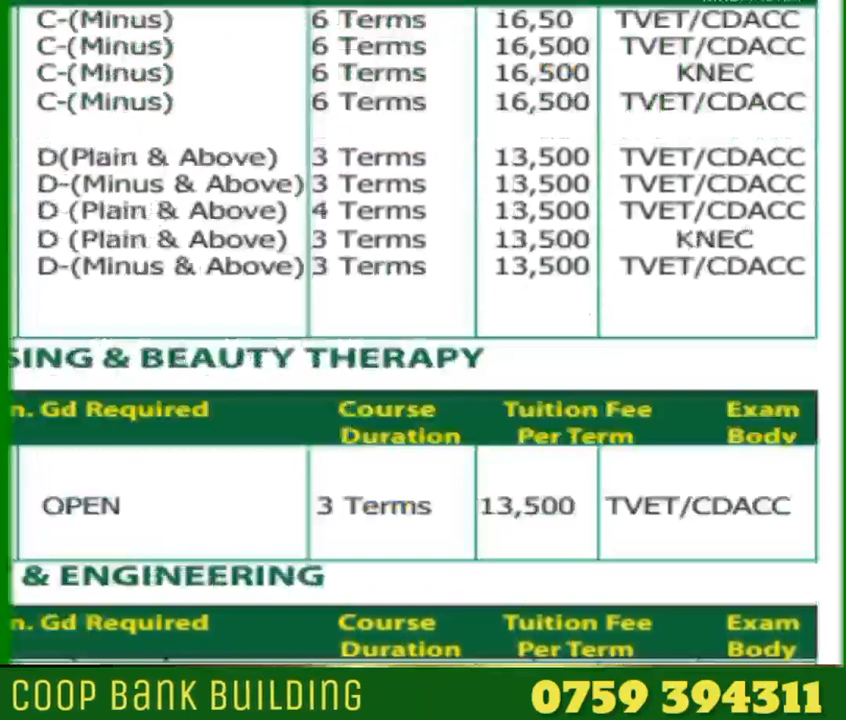 C-(Minus) 6 Terms 16,50 TVET/CDACC
C-(Minus) 6 Terms 16,500 TVET/CDACC
C-(Minus) 6 Terms 16,500 KNEC
C-(Minus) 6 Terms 16,500 TVET/CDACC
D(Plain & Above) 3 Terms 13,500 TVET/CDACC
D-(Minus & Above) 3 Terms 13,500 TVET/CDACC
D (Plain & Above) 4 Terms 13,500 TVET/CDACC
D (Plain & Above) 3 Terms 13,500 KNEC
D-(Minus & Above) 3 Terms 13,500 TVET/CDACC
SING & BEAUTY THERAPY
n. Gd Required Course Duration Tuition Fee Per Term Exam Body
OPEN 3 Terms 13,500 TVET/CDACC
& ENGINEERING
n. Gd Required Course Duration Tuition Fee Per Term Exam Body
COOP BANK BUILDING 0759 394311